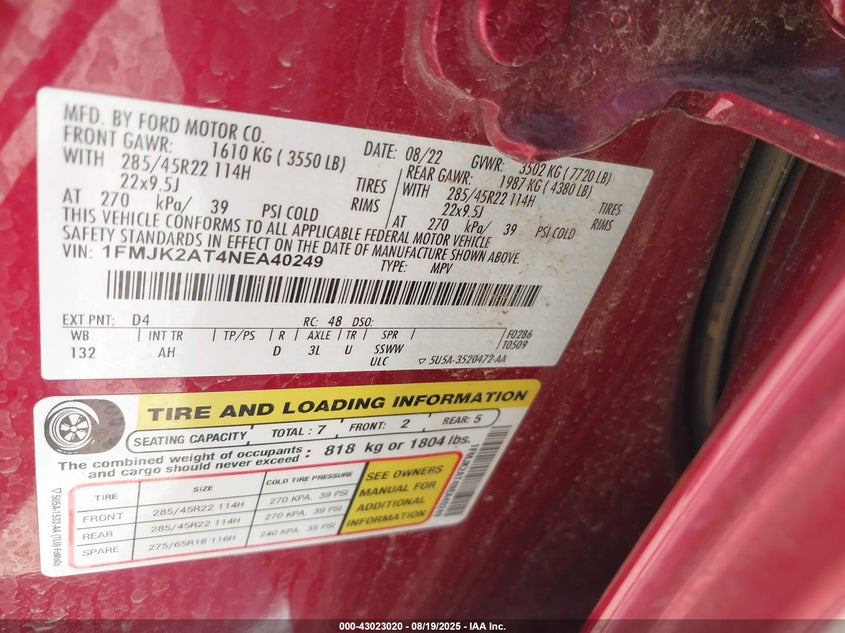 MFD. BY FORD MOTOR CO.
DATE: 08/22 GVWR: 3502 KG (7720 LB)
FRONT GAWR: 1610 KG ( 3550 LB) REAR GAWR: 1987 KG ( 4380 LB)
WITH 285/45R22 114H TIRES WITH 285/45R22 114H TIRES
22x9.5J RIMS 22x9.5J RIMS
AT 270 kPa/ 39 PSI COLD AT 270 kPa/ 39 PSI COLD
THIS VEHICLE CONFORMS TO ALL APPLICABLE FEDERAL MOTOR VEHICLE
SAFETY STANDARDS IN EFFECT ON THE DATE OF MANUFACTURE SHOWN ABOVE.
VIN: 1FMJK2AT4NEA40249
TYPE: MPV
EXT PNT: D4 RC: 48 DSO:
WB INT TR TP/PS R AXLE TR SPR F0286
132 AH D 3L U SSWW T0509
ULC 5U5A-3520472-AA
TIRE AND LOADING INFORMATION
SEATING CAPACITY TOTAL: 7 FRONT: 2 REAR: 5
The combined weight of occupants and cargo should never exceed : 818 kg or 1804 lbs.
TIRE SIZE COLD TIRE PRESSURE
FRONT 285/45R22 114H 270 KPA, 39 PSI
REAR 285/45R22 114H 270 KPA, 39 PSI
SPARE 275/65R18 116H 240 KPA, 35 PSI
SEE OWNERS
MANUAL FOR
ADDITIONAL
INFORMATION
000-43023020 - 08/19/2025 - IAA Inc.